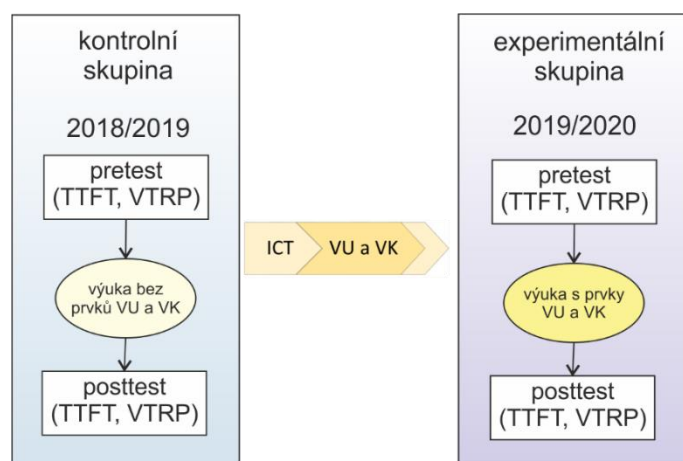 kontrolní
skupina
2018/2019
pretest
(TTFT, VTRP)
výuka bez
prvků VU a VK
posttest
(TTFT, VTRP)
ICT
VU a VK
experimentální
skupina
2019/2020
pretest
(TTFT, VTRP)
výuka s prvky
VU a VK
posttest
(TTFT, VTRP)